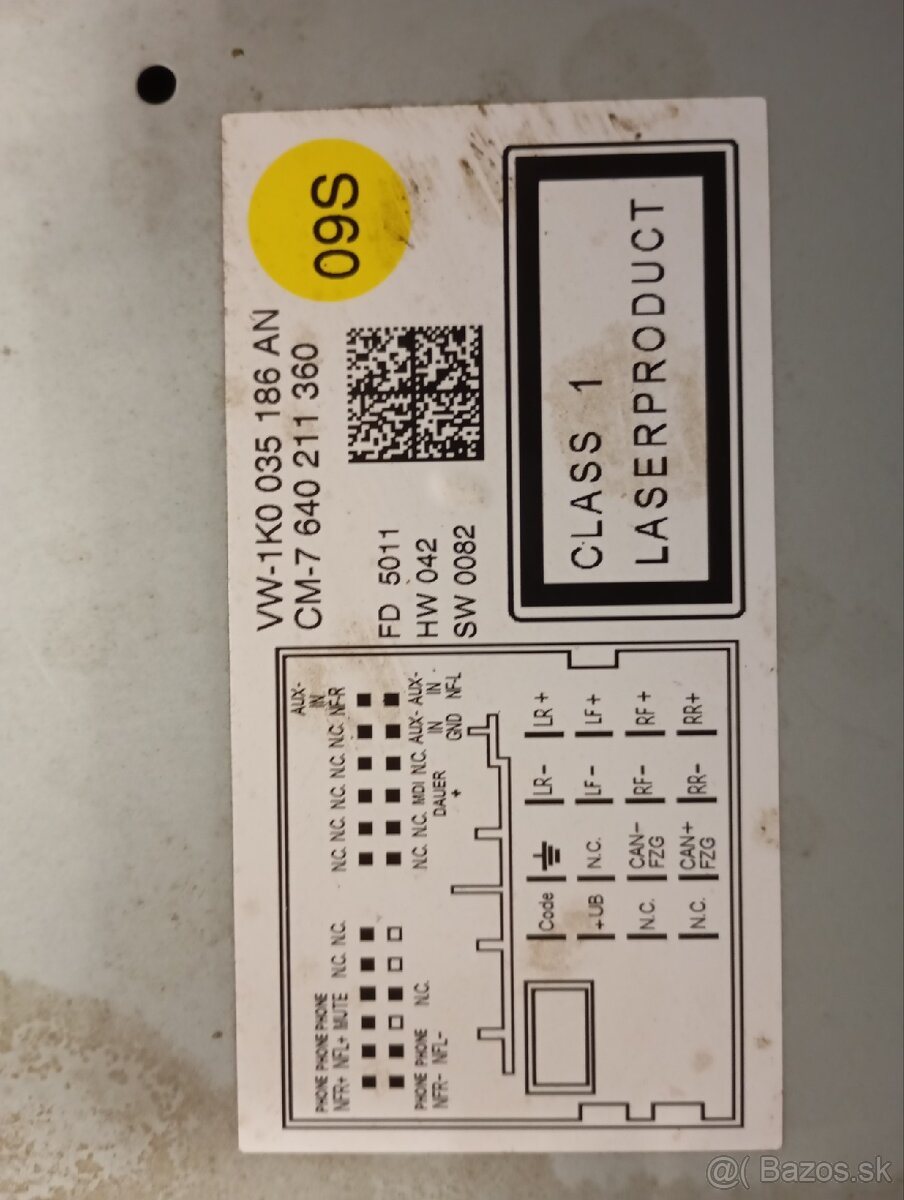 VW-1K0 035 186 AN
CM-7 640 211 360
09S
FD 5011
HW 042
SW 0082
CLASS 1
LASERPRODUCT
AUX-
IN
PHONE PHONE PHONE
NFR+ NFL+ MUTE N.C. N.C. N.C. N.C. N.C. N.C. N.C. NF-R
PHONE PHONE N.C. N.C. N.C. MDI N.C. AUX- AUX-
NFR- NFL- DAUER IN IN
+ GND NF-L
Code LR- LR+
+UB N.C. LF- LF+
N.C. CAN- RF- RF+
FZG
N.C. CAN+ RR- RR+
FZG
@( Bazos.sk